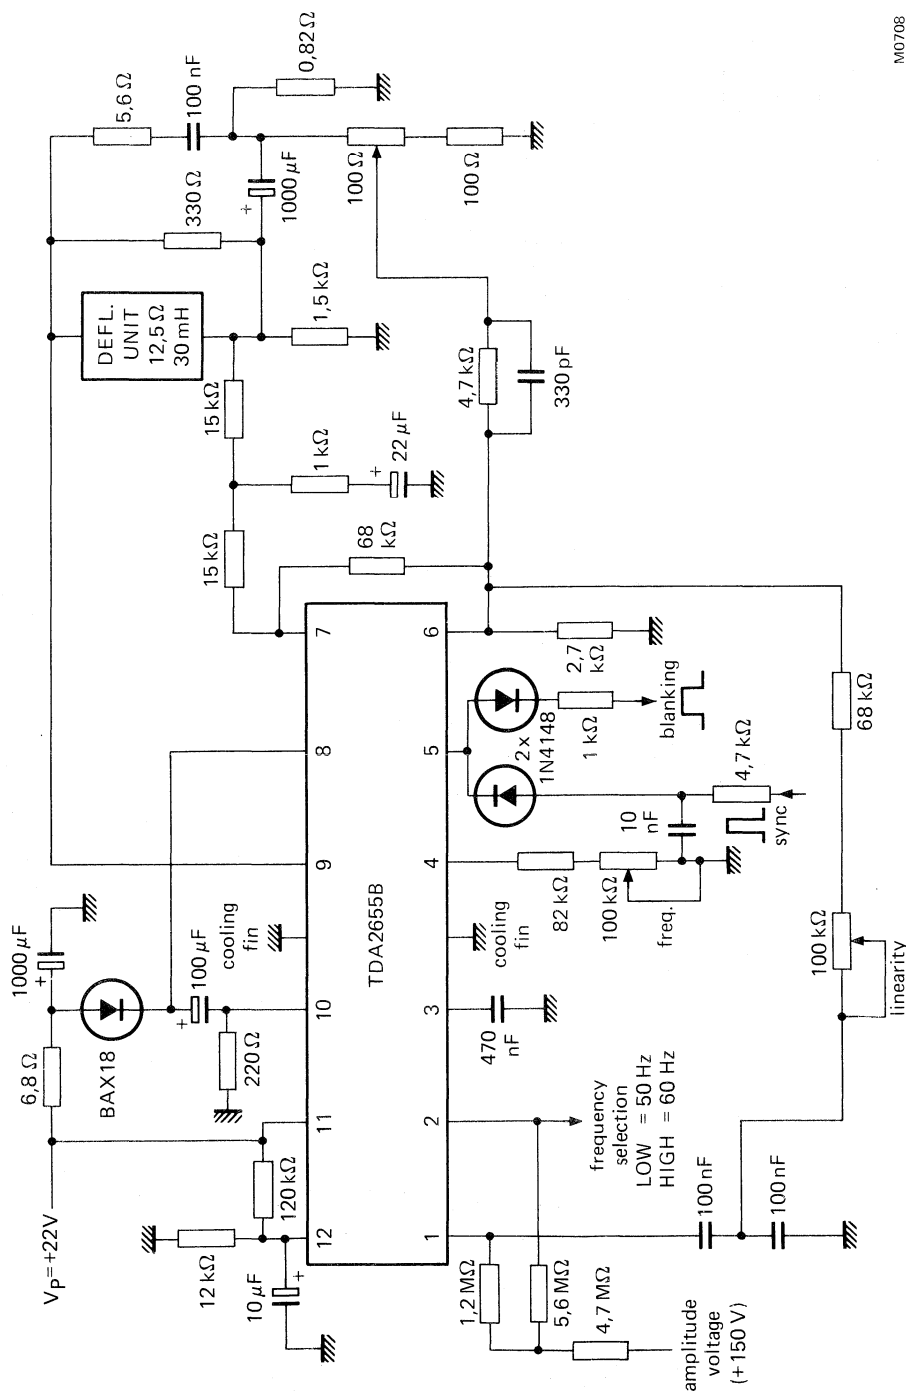 VP=+22V
6,8 Ω
1000 µF
+
BAX18
+
100 µF
220Ω
cooling
fin
12 kΩ
120 kΩ
10 µF
+
DEFL.
UNIT
12,5 Ω
30 mH
330 Ω
5,6 Ω
100 nF
0,82Ω
+
1000 µF
100 Ω
100 Ω
1,5 kΩ
15 kΩ
15 kΩ
1 kΩ
+
22 µF
68
kΩ
4,7 kΩ
330 pF
12
11
10
9
8
7
TDA2655B
1
2
3
4
5
6
1,2 MΩ
5,6 MΩ
4,7 MΩ
amplitude
voltage
(+150 V)
frequency
selection
LOW = 50 Hz
HIGH = 60 Hz
470
nF
cooling
fin
82 kΩ
100 kΩ
freq.
10
nF
4,7 kΩ
sync
2 x
1N4148
1 kΩ
blanking
2,7
kΩ
100 nF
100 nF
100 kΩ
linearity
68 kΩ
M0708